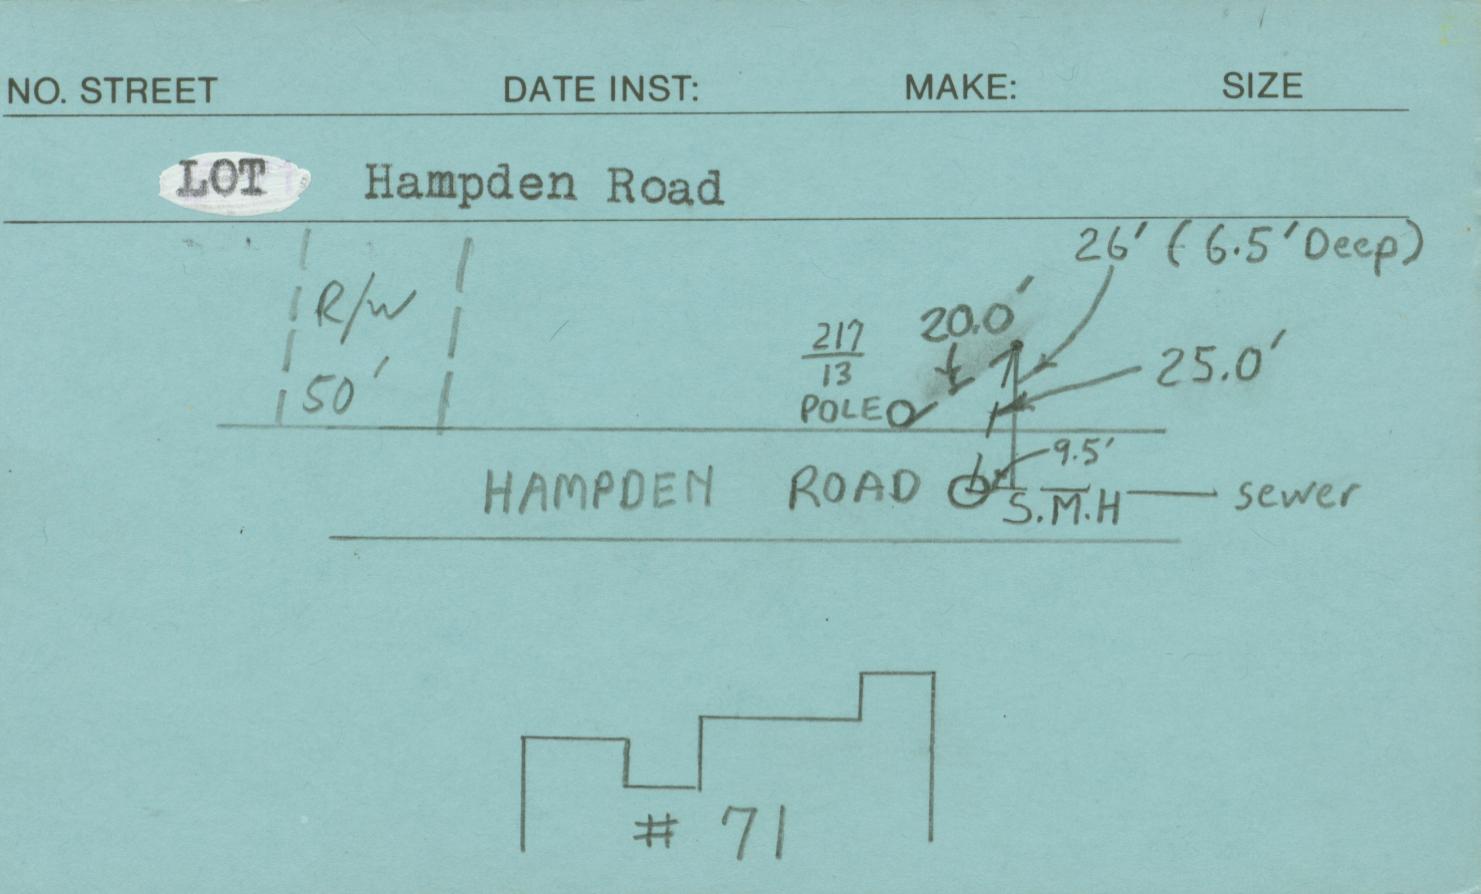 NO. STREET DATE INST: MAKE: SIZE
LOT Hampden Road
26' (6.5' Deep)
R/W
20.0'
217
13
25.0'
50'
POLE
9.5'
HAMPDEN ROAD S.M.H sewer
# 71